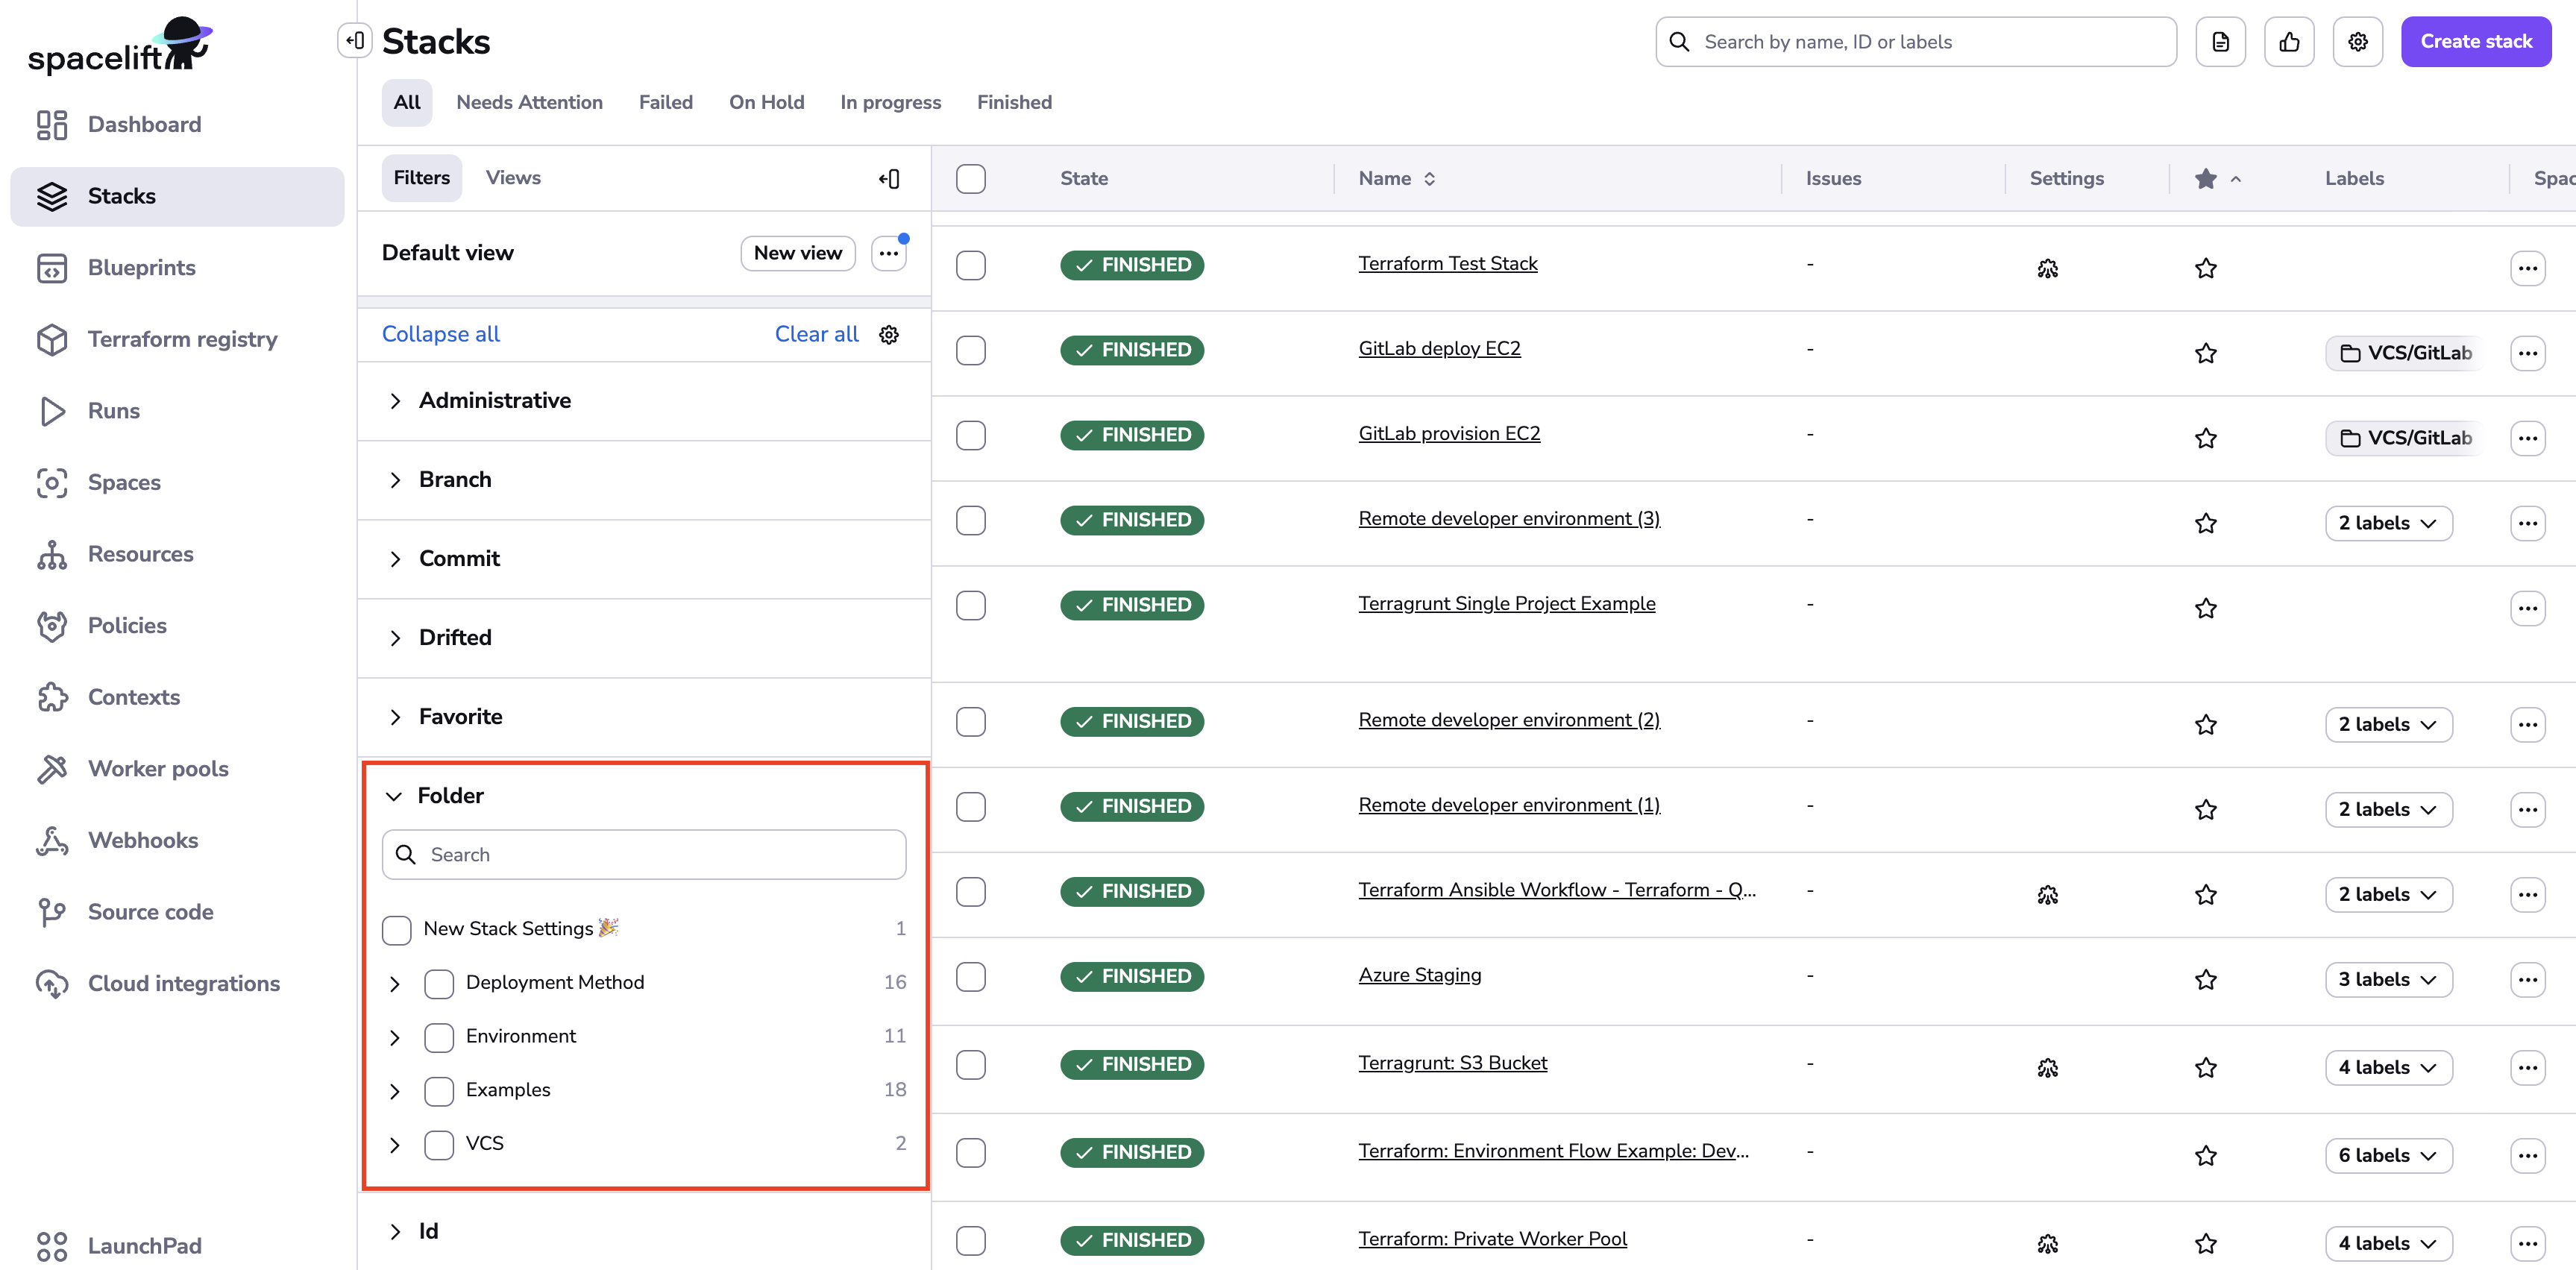 spacelift
Dashboard
Stacks
Blueprints
Terraform registry
Runs
Spaces
Resources
Policies
Contexts
Worker pools
Webhooks
Source code
Cloud integrations
LaunchPad
Stacks
Search by name, ID or labels
Create stack
All Needs Attention Failed On Hold In progress Finished
Filters Views
Default view New view
Collapse all Clear all
Administrative
Branch
Commit
Drifted
Favorite
Folder
Search
New Stack Settings 🎉 1
Deployment Method 16
Environment 11
Examples 18
VCS 2
Id
State Name Issues Settings Labels Spac
FINISHED Terraform Test Stack -
FINISHED GitLab deploy EC2 - VCS/GitLab
FINISHED GitLab provision EC2 - VCS/GitLab
FINISHED Remote developer environment (3) - 2 labels
FINISHED Terragrunt Single Project Example -
FINISHED Remote developer environment (2) - 2 labels
FINISHED Remote developer environment (1) - 2 labels
FINISHED Terraform Ansible Workflow - Terraform - Q... - 2 labels
FINISHED Azure Staging - 3 labels
FINISHED Terragrunt: S3 Bucket - 4 labels
FINISHED Terraform: Environment Flow Example: Dev... - 6 labels
FINISHED Terraform: Private Worker Pool - 4 labels